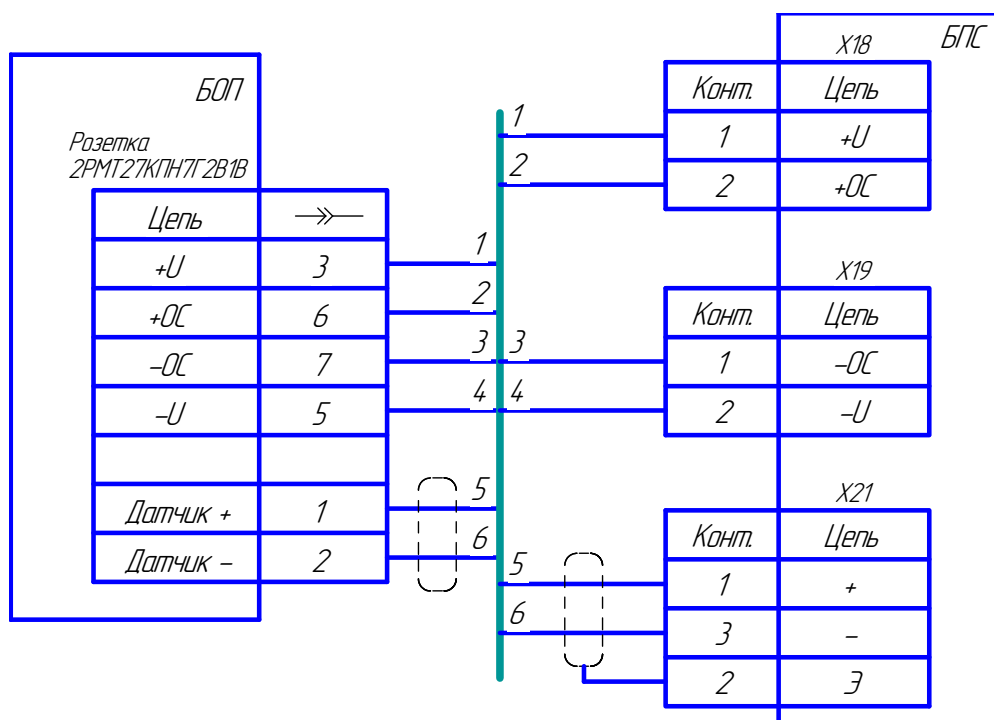 БОП
Розетка
2РМТ27КПН7Г2В1В
Цепь
+U 3
+ОС 6
-ОС 7
-U 5
Датчик + 1
Датчик - 2
1
2
3
4
5
6
1
2
3
4
5
6
БПС
X18
Конт. Цепь
1 +U
2 +ОС
X19
Конт. Цепь
1 -ОС
2 -U
X21
Конт. Цепь
1 +
3 -
2 Э